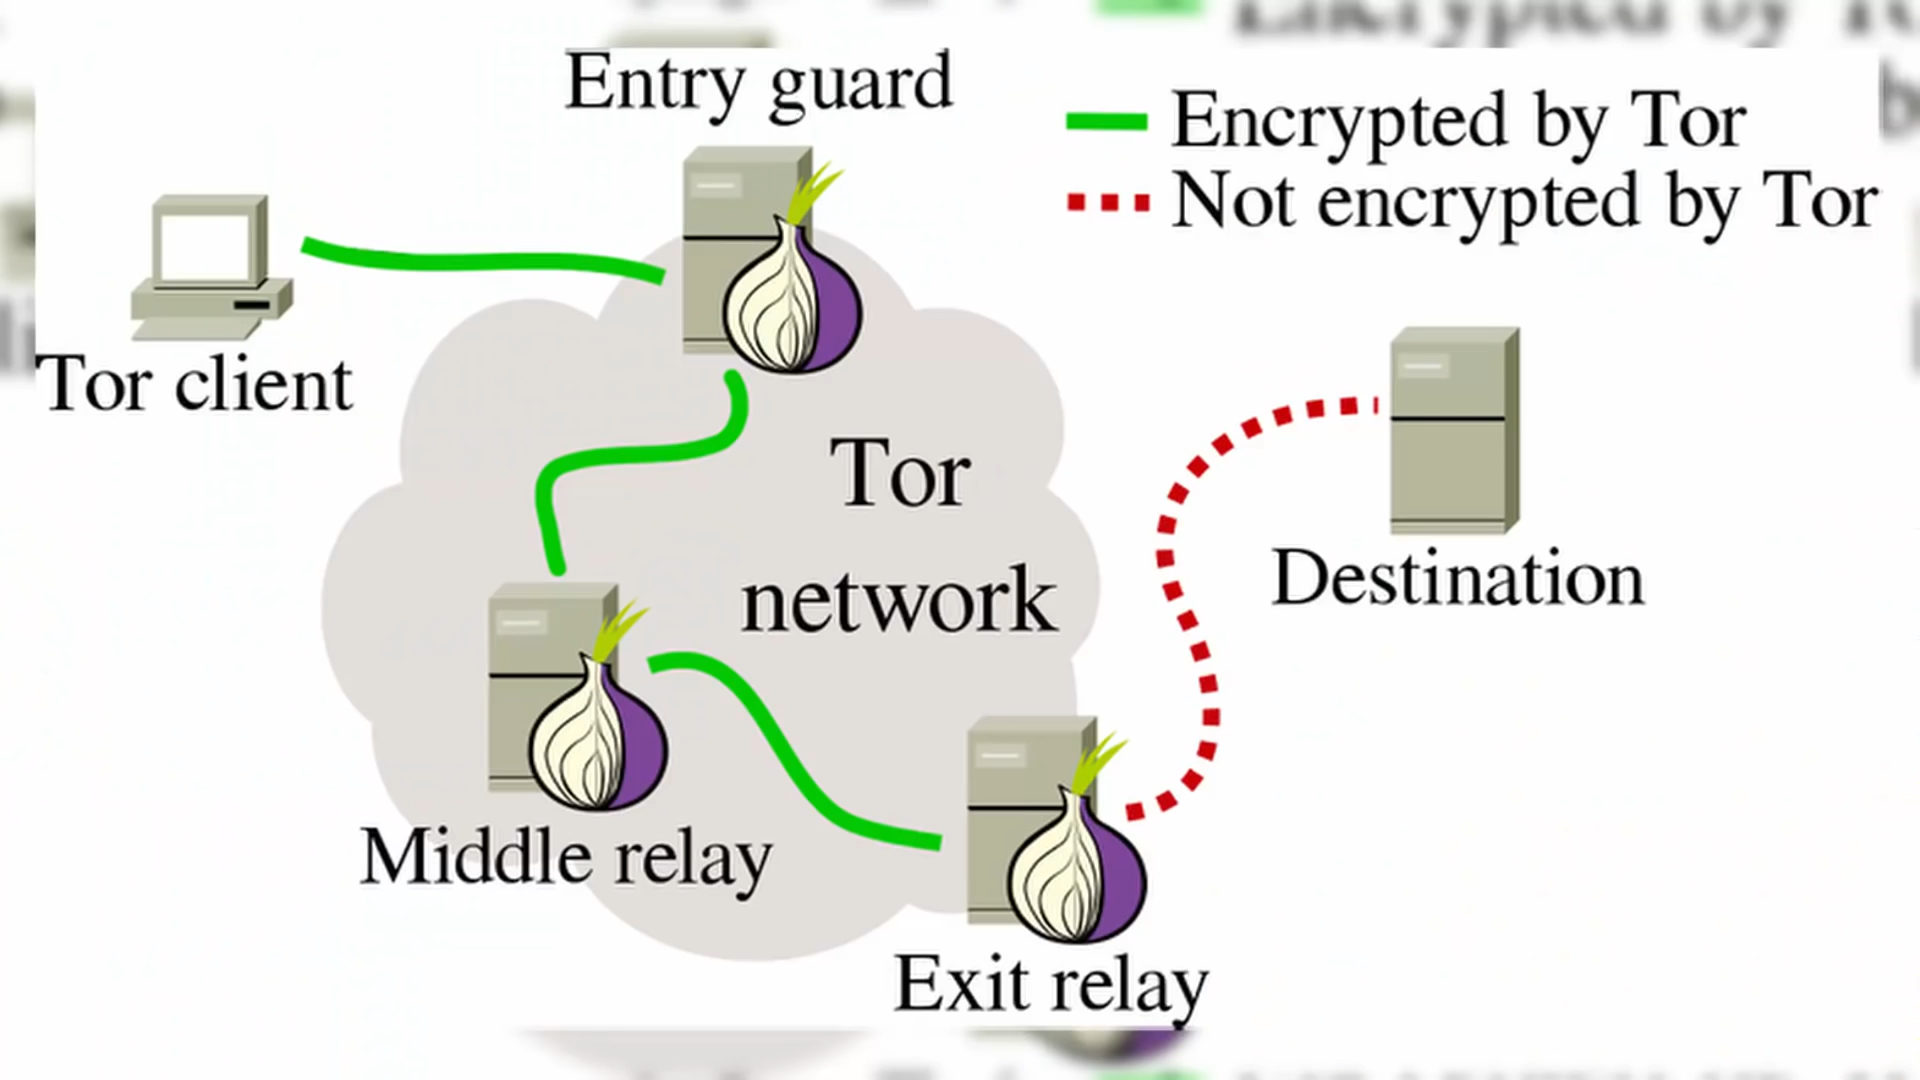 Entry guard
Encrypted by Tor
Not encrypted by Tor
Tor client
Tor
network
Destination
Middle relay
Exit relay